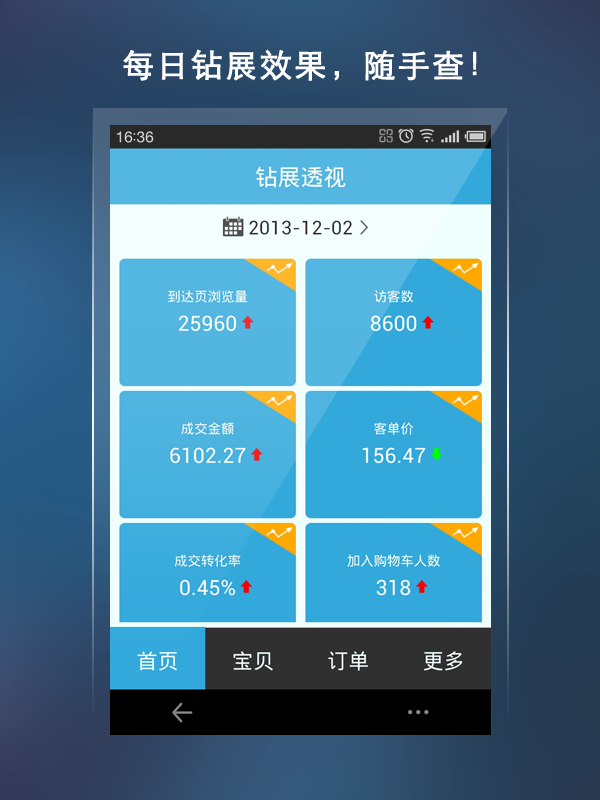 每日钻展效果，随手查！
16:36
钻展透视
2013-12-02
到达页浏览量
25960
访客数
8600
成交金额
6102.27
客单价
156.47
成交转化率
0.45%
加入购物车人数
318
首页 宝贝 订单 更多